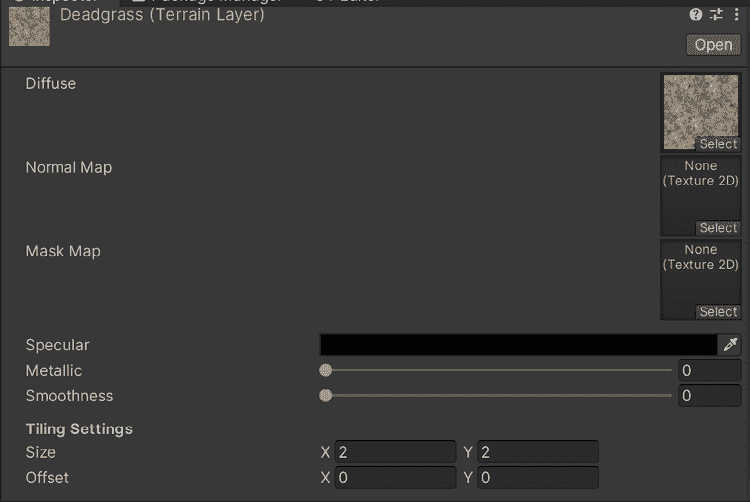 Deadgrass (Terrain Layer)
Open
Diffuse
Select
Normal Map
None
(Texture 2D)
Select
Mask Map
None
(Texture 2D)
Select
Specular
Metallic 0
Smoothness 0
Tiling Settings
Size X 2 Y 2
Offset X 0 Y 0